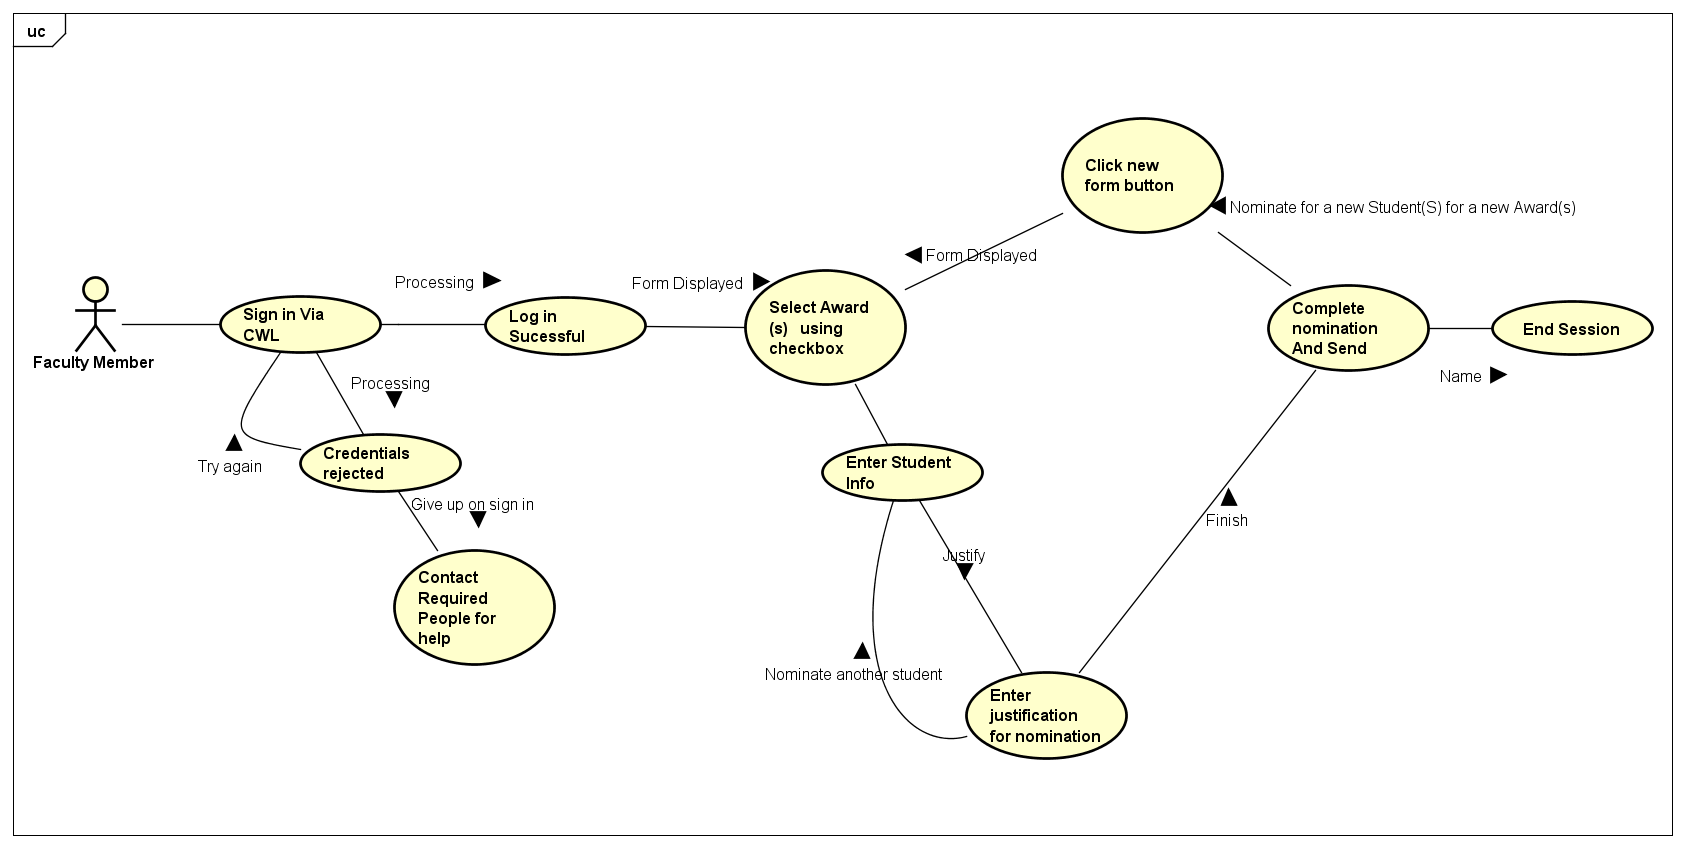 uc
Click new
form button
Nominate for a new Student(S) for a new Award(s)
Form Displayed
Processing
Form Displayed
Faculty Member
Sign in Via
CWL
Log in
Sucessful
Select Award
(s) using
checkbox
Complete
nomination
And Send
End Session
Name
Processing
Try again
Credentials
rejected
Give up on sign in
Contact
Required
People for
help
Enter Student
Info
Justify
Finish
Nominate another student
Enter
justification
for nomination